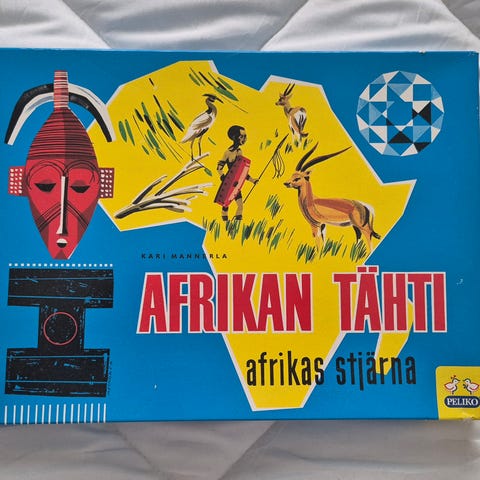 KARI MANNERLA
AFRIKAN TÄHTI
afrikas stjärna
PELIKO